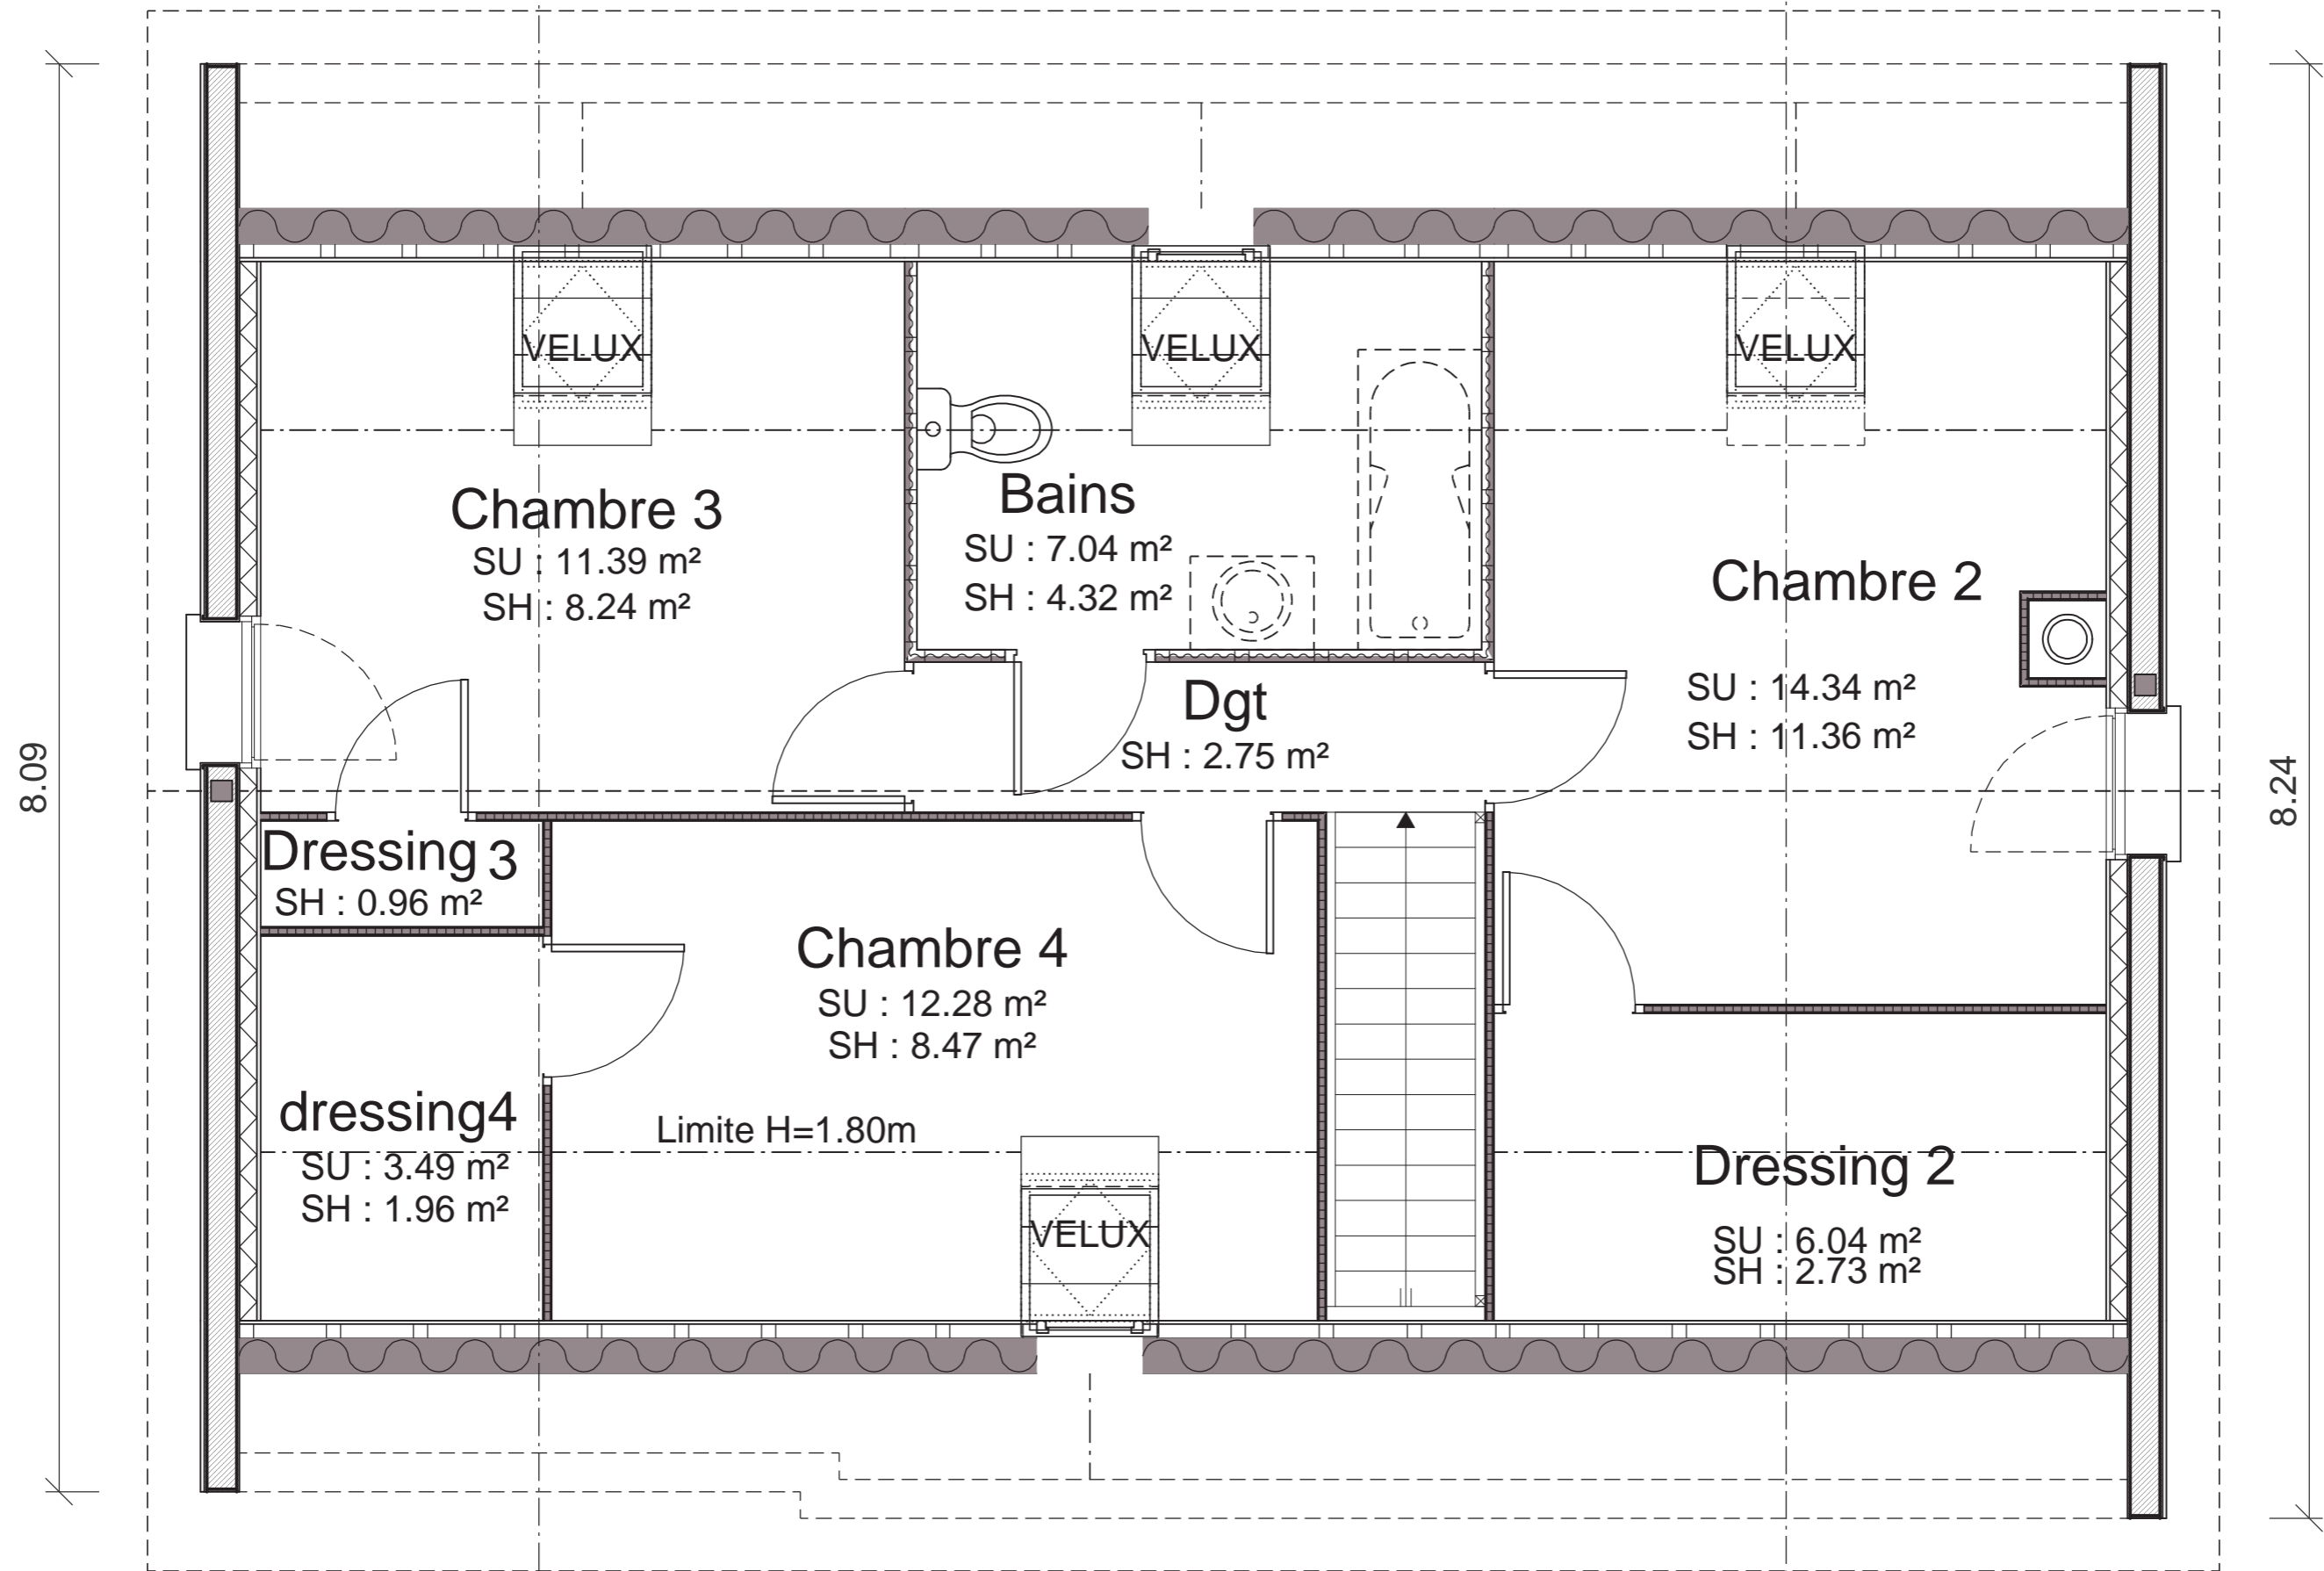 VELUX
VELUX
VELUX
Chambre 3
SU : 11.39 m²
SH : 8.24 m²
Bains
SU : 7.04 m²
SH : 4.32 m²
Chambre 2
SU : 14.34 m²
SH : 11.36 m²
Dgt
SH : 2.75 m²
8.09
8.24
Dressing 3
SH : 0.96 m²
Chambre 4
SU : 12.28 m²
SH : 8.47 m²
dressing4
SU : 3.49 m²
SH : 1.96 m²
Limite H=1.80m
VELUX
Dressing 2
SU : 6.04 m²
SH : 2.73 m²